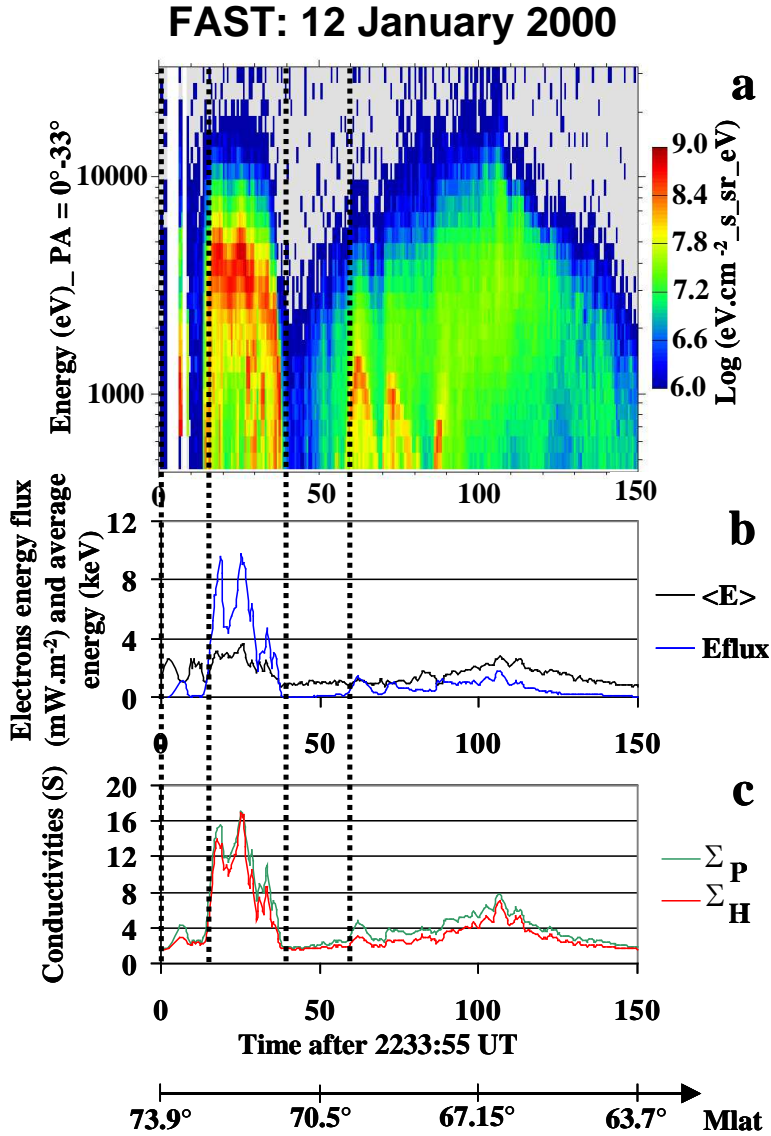 FAST: 12 January 2000
a
Energy (eV)_ PA = 0°-33°
10000
1000
0 50 100 150
9.0
8.4
7.8
7.2
6.6
6.0
Log (eV.cm-2_s_sr_eV)
b
Electrons energy flux
(mW.m-2) and average
energy (keV)
12
8
4
0
0 50 100 150
<E>
Eflux
c
Conductivities (S)
20
16
12
8
4
0
0 50 100 150
Σ P
Σ H
Time after 2233:55 UT
73.9° 70.5° 67.15° 63.7° Mlat